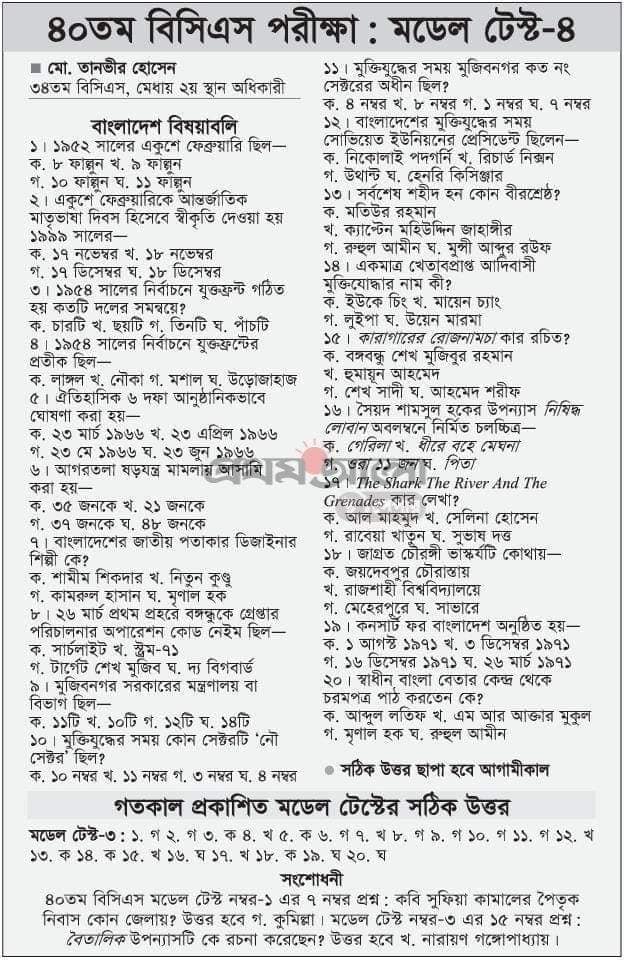 ৪০তম বিসিএস পরীক্ষা : মডেল টেস্ট-৪
■ মো. তানভীর হোসেন
৩৪তম বিসিএস, মেধায় ২য় স্থান অধিকারী
বাংলাদেশ বিষয়াবলি
১। ১৯৫২ সালের একুশে ফেব্রুয়ারি ছিল—
ক. ৮ ফাল্গুন খ. ৯ ফাল্গুন
গ. ১০ ফাল্গুন ঘ. ১১ ফাল্গুন
২। একুশে ফেব্রুয়ারিকে আন্তর্জাতিক
মাতৃভাষা দিবস হিসেবে স্বীকৃতি দেওয়া হয়
১৯৯৯ সালের—
ক. ১৭ নভেম্বর খ. ১৮ নভেম্বর
গ. ১৭ ডিসেম্বর ঘ. ১৮ ডিসেম্বর
৩। ১৯৫৪ সালের নির্বাচনে যুক্তফ্রন্ট গঠিত
হয় কতটি দলের সমন্বয়ে?
ক. চারটি খ. ছয়টি গ. তিনটি ঘ. পাঁচটি
৪। ১৯৫৪ সালের নির্বাচনে যুক্তফ্রন্টের
প্রতীক ছিল—
ক. লাঙ্গল খ. নৌকা গ. মশাল ঘ. উড়োজাহাজ
৫। ঐতিহাসিক ৬ দফা আনুষ্ঠানিকভাবে
ঘোষণা করা হয়—
ক. ২৩ মার্চ ১৯৬৬ খ. ২৩ এপ্রিল ১৯৬৬
গ. ২৩ মে ১৯৬৬ ঘ. ২৩ জুন ১৯৬৬
৬। আগরতলা ষড়যন্ত্র মামলায় আসামি
করা হয়—
ক. ৩৫ জনকে খ. ২১ জনকে
গ. ৩৭ জনকে ঘ. ৪৮ জনকে
৭। বাংলাদেশের জাতীয় পতাকার ডিজাইনার
শিল্পী কে?
ক. শামীম শিকদার খ. নিতুন কুণ্ডু
গ. কামরুল হাসান ঘ. মৃণাল হক
৮। ২৬ মার্চ প্রথম প্রহরে বঙ্গবন্ধুকে গ্রেপ্তার
পরিচালনার অপারেশন কোড নেইম ছিল—
ক. সার্চলাইট খ. স্ট্রম-৭১
গ. টার্গেট শেখ মুজিব ঘ. দ্য বিগবার্ড
৯। মুজিবনগর সরকারের মন্ত্রণালয় বা
বিভাগ ছিল—
ক. ১১টি খ. ১০টি গ. ১২টি ঘ. ১৪টি
১০। মুক্তিযুদ্ধের সময় কোন সেক্টরটি ‘নৌ
সেক্টর’ ছিল?
ক. ১০ নম্বর খ. ১১ নম্বর গ. ৩ নম্বর ঘ. ৪ নম্বর
১১। মুক্তিযুদ্ধের সময় মুজিবনগর কত নং
সেক্টরের অধীন ছিল?
ক. ৪ নম্বর খ. ৮ নম্বর গ. ১ নম্বর ঘ. ৭ নম্বর
১২। বাংলাদেশের মুক্তিযুদ্ধের সময়
সোভিয়েত ইউনিয়নের প্রেসিডেন্ট ছিলেন—
ক. নিকোলাই পদগর্নি খ. রিচার্ড নিক্সন
গ. উথান্ট ঘ. হেনরি কিসিঞ্জার
১৩। সর্বশেষ শহীদ হন কোন বীরশ্রেষ্ঠ?
ক. মতিউর রহমান
খ. ক্যাপ্টেন মহিউদ্দিন জাহাঙ্গীর
গ. রুহুল আমীন ঘ. মুন্সী আব্দুর রউফ
১৪। একমাত্র খেতাবপ্রাপ্ত আদিবাসী
মুক্তিযোদ্ধার নাম কী?
ক. ইউকে চিং খ. মায়েন চ্যাং
গ. লুইপা ঘ. উয়েন মারমা
১৫। কারাগারের রোজনামচা কার রচিত?
ক. বঙ্গবন্ধু শেখ মুজিবুর রহমান
খ. হুমায়ূন আহমেদ
গ. শেখ সাদী ঘ. আহমেদ শরীফ
১৬। সৈয়দ শামসুল হকের উপন্যাস নিষিদ্ধ
লোবান অবলম্বনে নির্মিত চলচ্চিত্র—
ক. গেরিলা খ. ধীরে বহে মেঘনা
গ. ওরা ১১ জন ঘ. পিতা
১৭। The Shark The River And The
Grenades কার লেখা?
ক. আল মাহমুদ খ. সেলিনা হোসেন
গ. রাবেয়া খাতুন ঘ. সুভাষ দত্ত
১৮। জাগ্রত চৌরঙ্গী ভাস্কর্যটি কোথায়—
ক. জয়দেবপুর চৌরাস্তায়
খ. রাজশাহী বিশ্ববিদ্যালয়ে
গ. মেহেরপুরে ঘ. সাভারে
১৯। কনসার্ট ফর বাংলাদেশ অনুষ্ঠিত হয়—
ক. ১ আগস্ট ১৯৭১ খ. ৩ ডিসেম্বর ১৯৭১
গ. ১৬ ডিসেম্বর ১৯৭১ ঘ. ২৬ মার্চ ১৯৭১
২০। স্বাধীন বাংলা বেতার কেন্দ্র থেকে
চরমপত্র পাঠ করতেন কে?
ক. আব্দুল লতিফ খ. এম আর আক্তার মুকুল
গ. মৃণাল হক ঘ. রুহুল আমীন
● সঠিক উত্তর ছাপা হবে আগামীকাল
গতকাল প্রকাশিত মডেল টেস্টের সঠিক উত্তর
মডেল টেস্ট-৩ : ১. গ ২. গ ৩. ক ৪. খ ৫. ক ৬. গ ৭. খ ৮. গ ৯. গ ১০. গ ১১. গ ১২. খ
১৩. ক ১৪. ক ১৫. খ ১৬. ঘ ১৭. খ ১৮. ক ১৯. ঘ ২০. ঘ
সংশোধনী
৪০তম বিসিএস মডেল টেস্ট নম্বর-১ এর ৭ নম্বর প্রশ্ন : কবি সুফিয়া কামালের পৈতৃক
নিবাস কোন জেলায়? উত্তর হবে গ. কুমিল্লা। মডেল টেস্ট নম্বর-৩ এর ১৫ নম্বর প্রশ্ন :
বৈতালিক উপন্যাসটি কে রচনা করেছেন? উত্তর হবে খ. নারায়ণ গঙ্গোপাধ্যায়।
প্রথম আলো